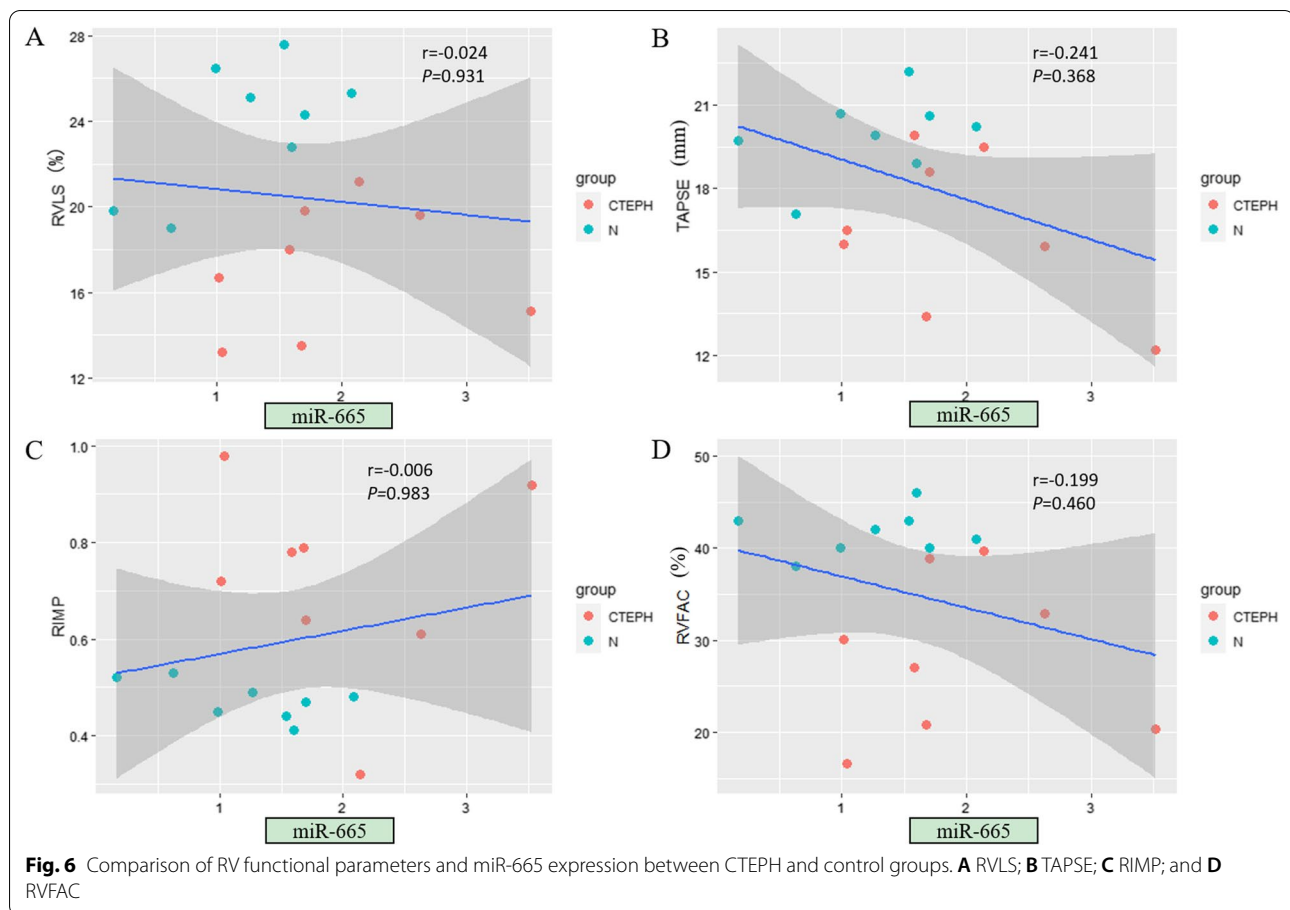 A
28
24
20
16
12
RVLS (%)
r=-0.024
P=0.931
group
CTEPH
N
1 2 3
miR-665
B
21
18
15
12
TAPSE (mm)
r=-0.241
P=0.368
group
CTEPH
N
1 2 3
miR-665
C
1.0
0.8
0.6
0.4
RIMP
r=-0.006
P=0.983
group
CTEPH
N
1 2 3
miR-665
D
50
40
30
20
RVFAC (%)
r=-0.199
P=0.460
group
CTEPH
N
1 2 3
miR-665
Fig. 6 Comparison of RV functional parameters and miR-665 expression between CTEPH and control groups. A RVLS; B TAPSE; C RIMP; and D
RVFAC